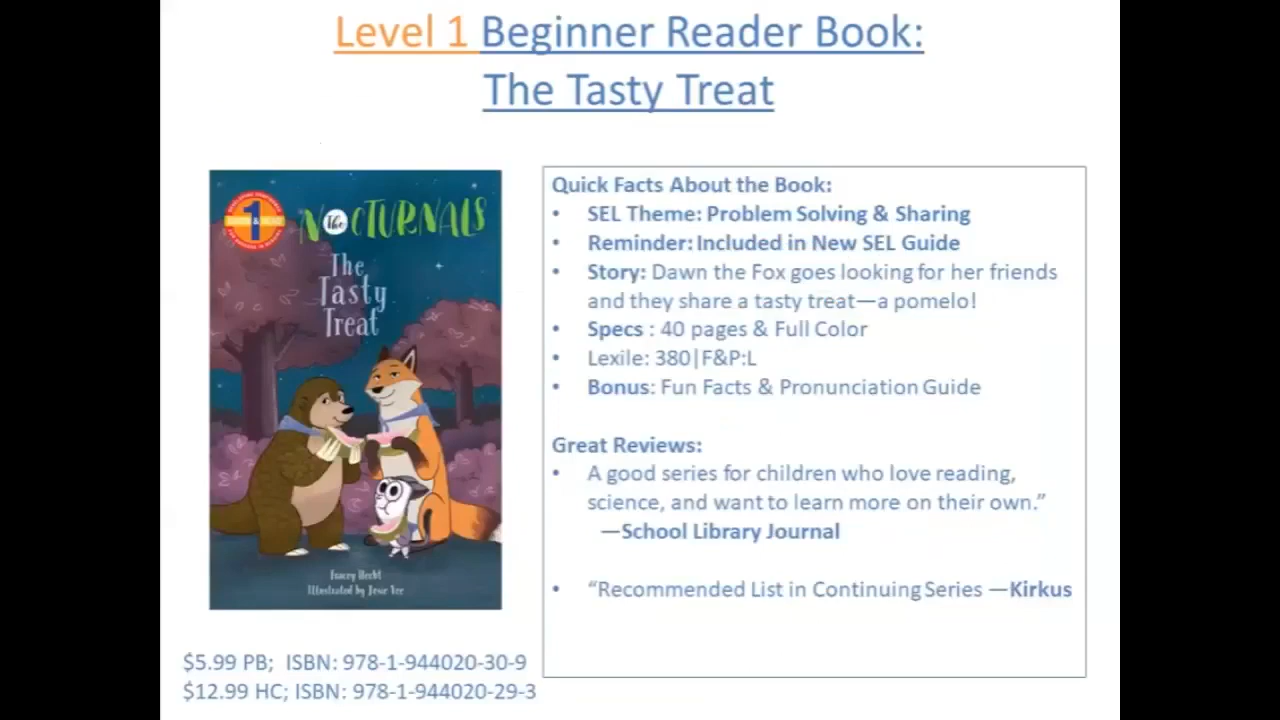 Level 1 Beginner Reader Book:
The Tasty Treat
1
The NOCTURNALS
The
Tasty
Treat
Tracey Hecht
Illustrated by Josie Yee
Quick Facts About the Book:
• SEL Theme: Problem Solving & Sharing
• Reminder: Included in New SEL Guide
• Story: Dawn the Fox goes looking for her friends
and they share a tasty treat—a pomelo!
• Specs : 40 pages & Full Color
• Lexile: 380|F&P:L
• Bonus: Fun Facts & Pronunciation Guide
Great Reviews:
• A good series for children who love reading,
science, and want to learn more on their own.”
—School Library Journal
• “Recommended List in Continuing Series —Kirkus
$5.99 PB; ISBN: 978-1-944020-30-9
$12.99 HC; ISBN: 978-1-944020-29-3